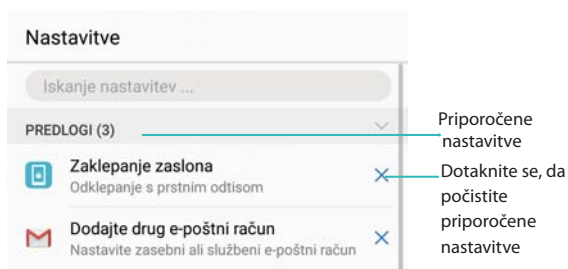 Nastavitve
Iskanje nastavitev ...
PREDLOGI (3)
Zaklepanje zaslona
Odklepanje s prstnim odtisom
Dodajte drug e-poštni račun
Nastavite zasebni ali službeni e-poštni račun
Priporočene
nastavitve
Dotaknite se, da
počistite
priporočene
nastavitve